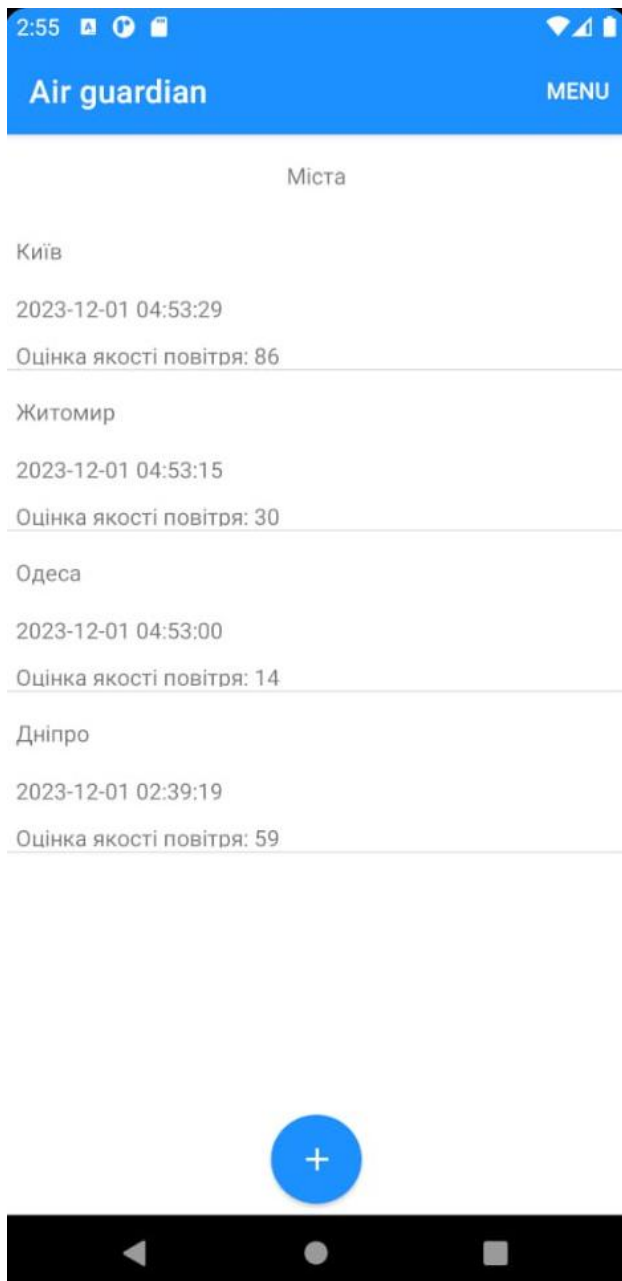 2:55
Air guardian
MENU
Міста
Київ
2023-12-01 04:53:29
Оцінка якості повітря: 86
Житомир
2023-12-01 04:53:15
Оцінка якості повітря: 30
Одеса
2023-12-01 04:53:00
Оцінка якості повітря: 14
Дніпро
2023-12-01 02:39:19
Оцінка якості повітря: 59
+